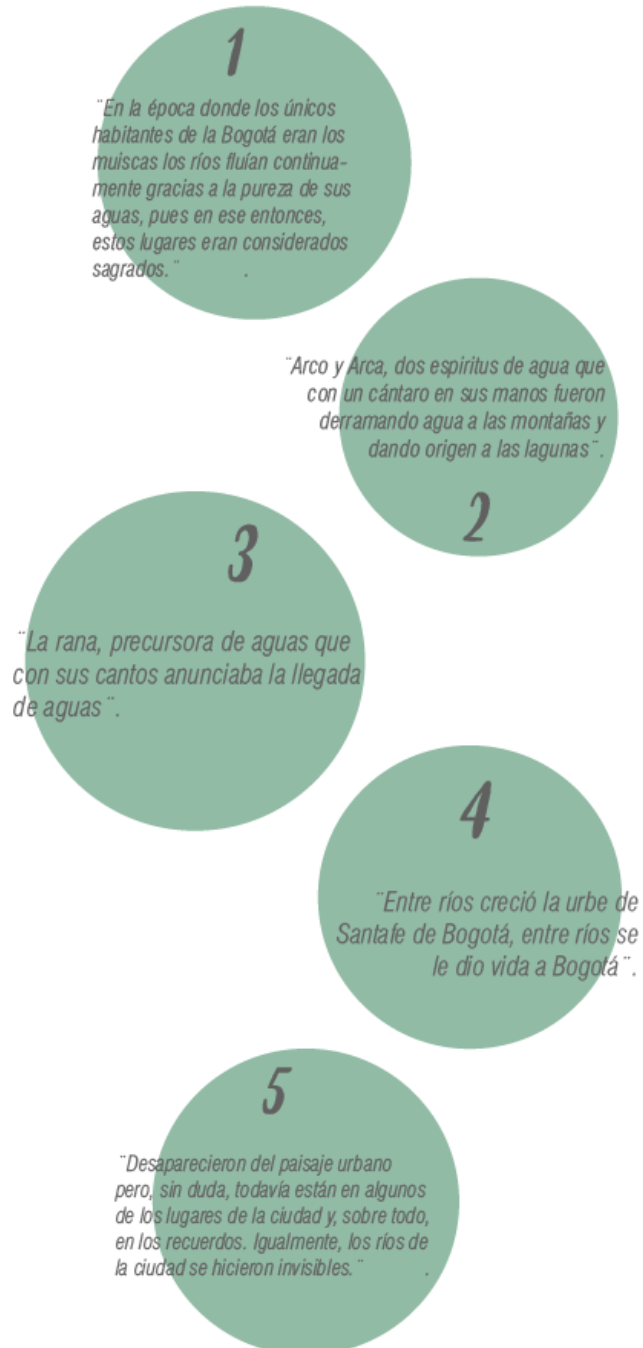 1
¨En la época donde los únicos
habitantes de la Bogotá eran los
muiscas los ríos fluían continua-
mente gracias a la pureza de sus
aguas, pues en ese entonces,
estos lugares eran considerados
sagrados.¨ .
¨Arco y Arca, dos espiritus de agua que
con un cántaro en sus manos fueron
derramando agua a las montañas y
dando origen a las lagunas¨.
2
3
¨La rana, precursora de aguas que
con sus cantos anunciaba la llegada
de aguas¨.
4
¨Entre ríos creció la urbe de
Santafe de Bogotá, entre ríos se
le dio vida a Bogotá¨.
5
¨Desaparecieron del paisaje urbano
pero, sin duda, todavía están en algunos
de los lugares de la ciudad y, sobre todo,
en los recuerdos. Igualmente, los ríos de
la ciudad se hicieron invisibles.¨ .